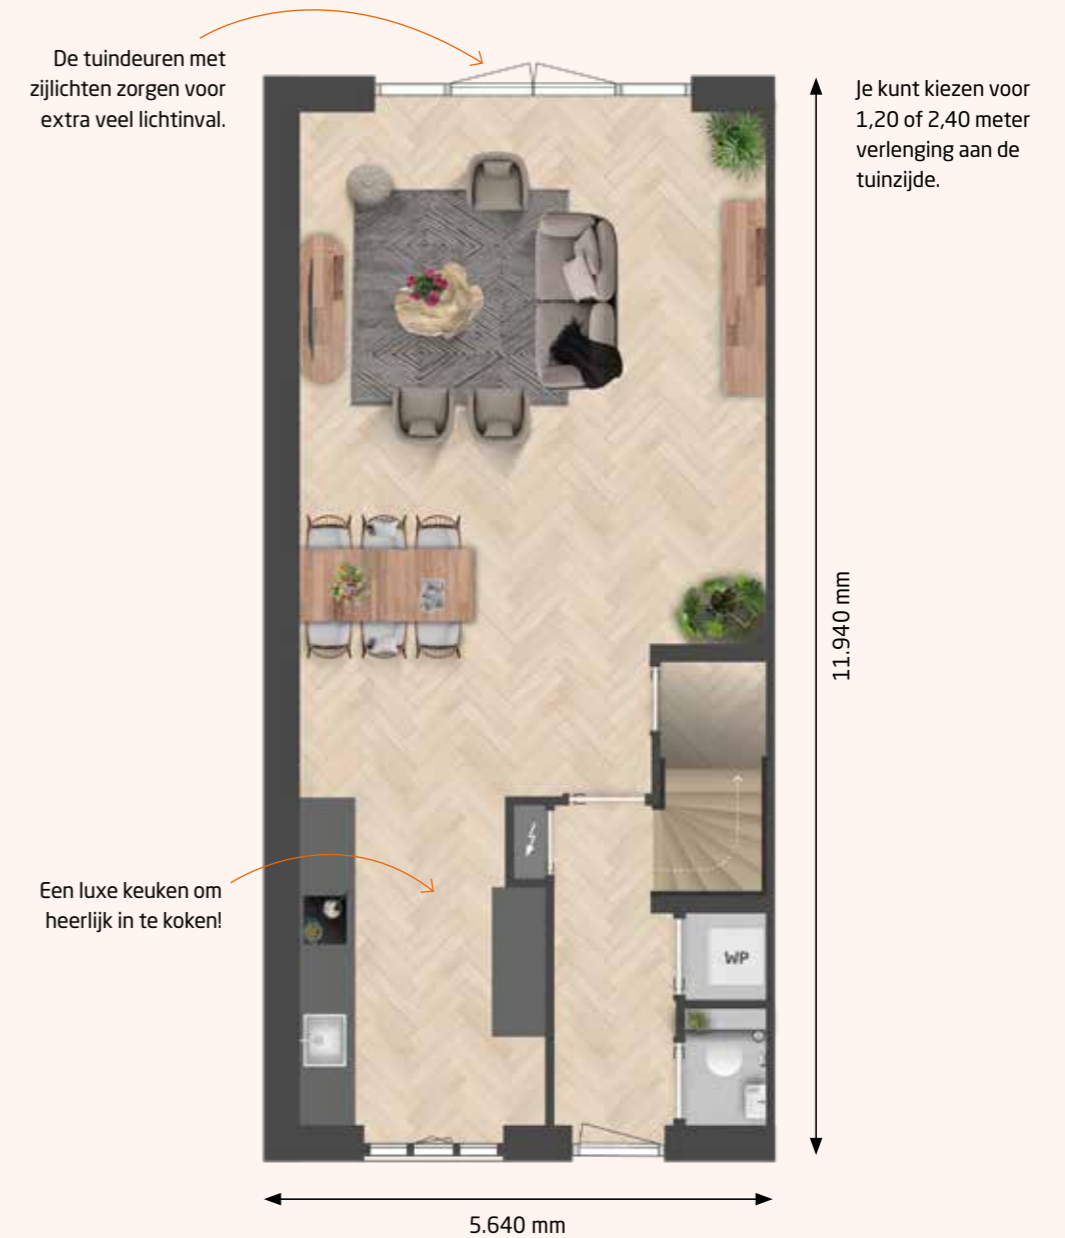 De tuindeuren met
zijlichten zorgen voor
extra veel lichtinval.
Je kunt kiezen voor
1,20 of 2,40 meter
verlenging aan de
tuinzijde.
11.940 mm
Een luxe keuken om
heerlijk in te koken!
WP
5.640 mm